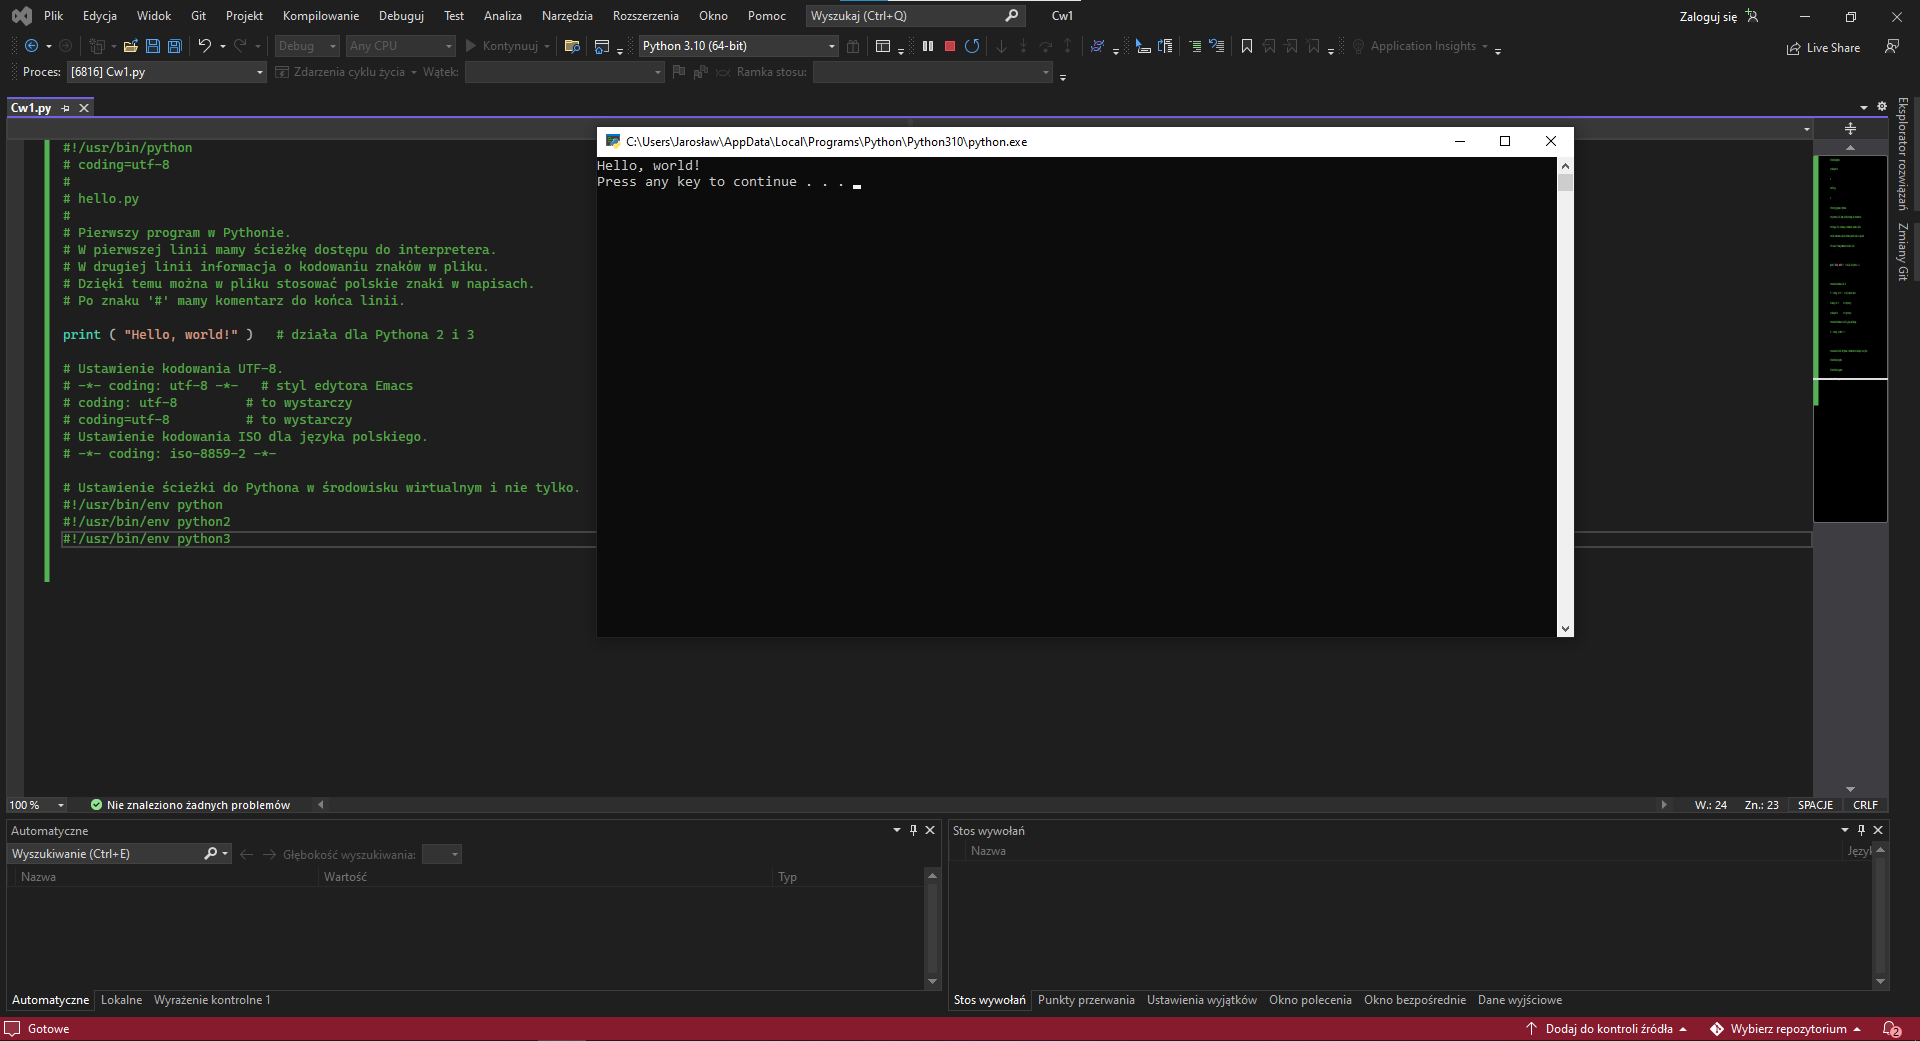 Plik Edycja Widok Git Projekt Kompilowanie Debuguj Test Analiza Narzędzia Rozszerzenia Okno Pomoc Wyszukaj (Ctrl+Q) Cw1 Zaloguj się
Debug Any CPU Kontynuuj Python 3.10 (64-bit) Application Insights Live Share
Proces: [6816] Cw1.py Zdarzenia cyklu życia Wątek: Ramka stosu:
Cw1.py
Eksplorator rozwiązań
Zmiany Git
#!/usr/bin/python
# coding=utf-8
#
# hello.py
#
# Pierwszy program w Pythonie.
# W pierwszej linii mamy ścieżkę dostępu do interpretera.
# W drugiej linii informacja o kodowaniu znaków w pliku.
# Dzięki temu można w pliku stosować polskie znaki w napisach.
# Po znaku '#' mamy komentarz do końca linii.
print ( "Hello, world!" )   # działa dla Pythona 2 i 3
# Ustawienie kodowania UTF-8.
# -*- coding: utf-8 -*-   # styl edytora Emacs
# coding: utf-8         # to wystarczy
# coding=utf-8          # to wystarczy
# Ustawienie kodowania ISO dla języka polskiego.
# -*- coding: iso-8859-2 -*-
# Ustawienie ścieżki do Pythona w środowisku wirtualnym i nie tylko.
#!/usr/bin/env python
#!/usr/bin/env python2
#!/usr/bin/env python3
C:\Users\Jarosław\AppData\Local\Programs\Python\Python310\python.exe
Hello, world!
Press any key to continue . . .
100 % Nie znaleziono żadnych problemów W.: 24 Zn.: 23 SPACJE CRLF
Automatyczne
Wyszukiwanie (Ctrl+E) Głębokość wyszukiwania:
Nazwa Wartość Typ
Automatyczne Lokalne Wyrażenie kontrolne 1
Stos wywołań
Nazwa Język
Stos wywołań Punkty przerwania Ustawienia wyjątków Okno polecenia Okno bezpośrednie Dane wyjściowe
Gotowe Dodaj do kontroli źródła Wybierz repozytorium 2